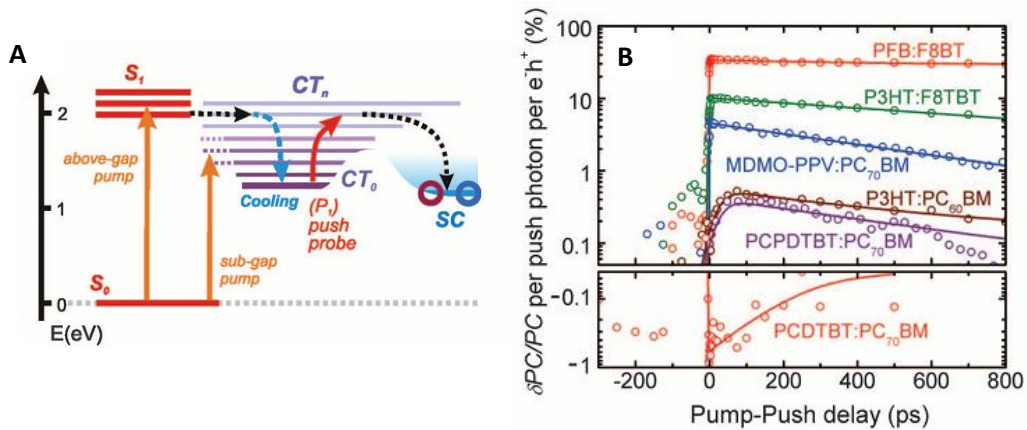 A
S₁
CTₙ
2
above-gap
pump
CT₀
Cooling
(P₁)
push
probe
SC
1
sub-gap
pump
S₀
0
E(eV)
B
δPC/PC per push photon per e⁻h⁺ (%)
100
10
1
0.1
−0.1
−1
PFB:F8BT
P3HT:F8TBT
MDMO-PPV:PC₇₀BM
P3HT:PC₆₀BM
PCPDTBT:PC₇₀BM
PCDTBT:PC₇₀BM
-200
0
200
400
600
800
Pump-Push delay (ps)